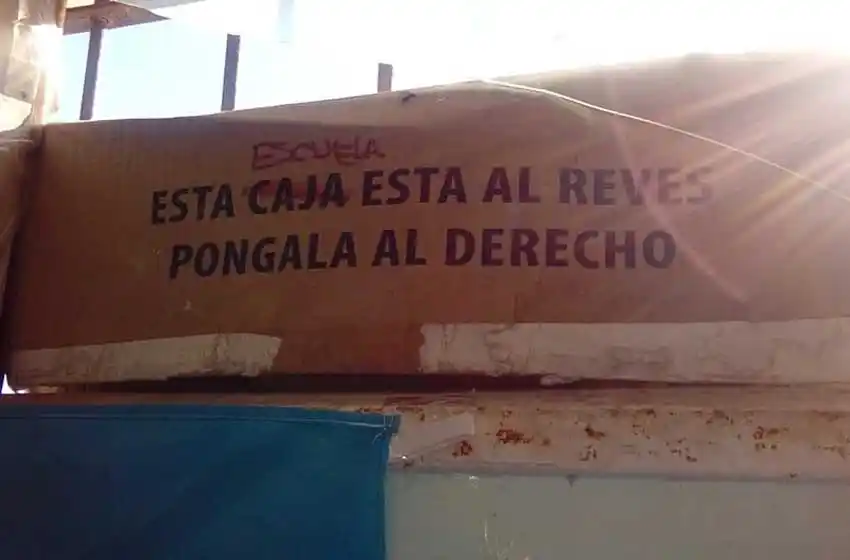 ESCUELA
ESTA CAJA ESTA AL REVES
PONGALA AL DERECHO